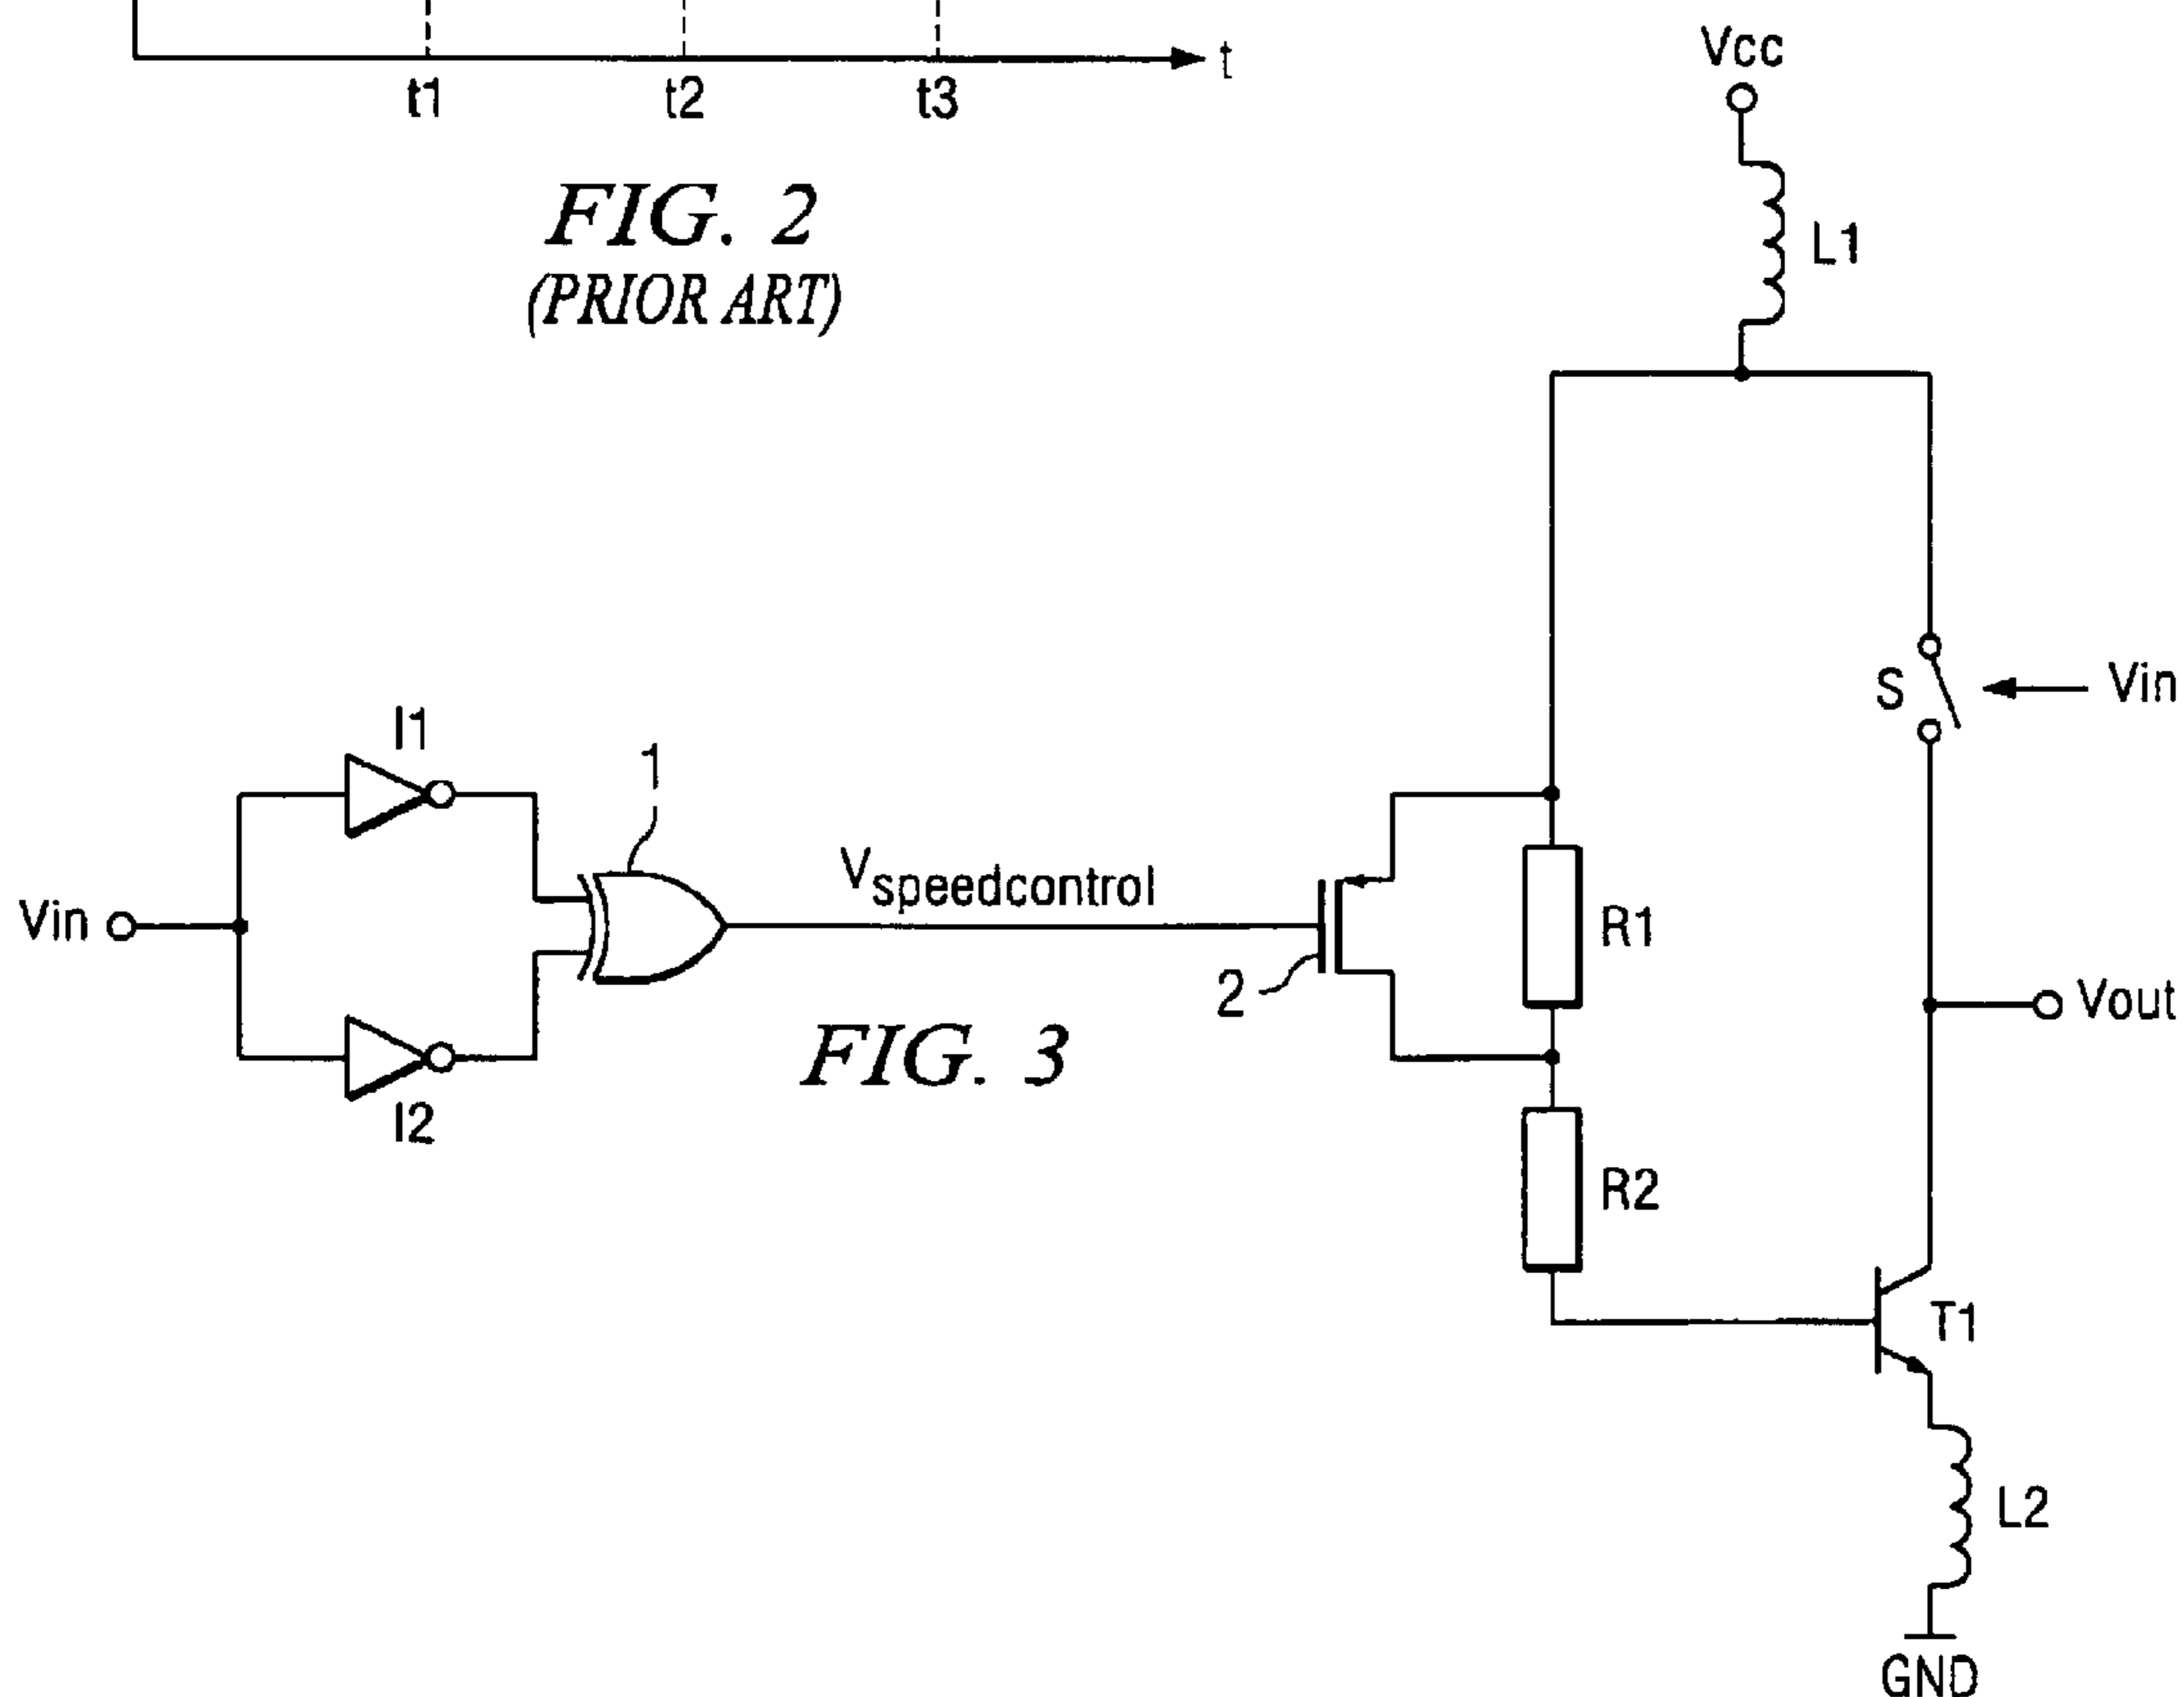 t
t1 t2 t3
FIG. 2
(PRIOR ART)
Vcc
L1
S
Vin
I1
1
Vspeedcontrol
Vin
R1
2
Vout
FIG. 3
I2
R2
T1
L2
GND